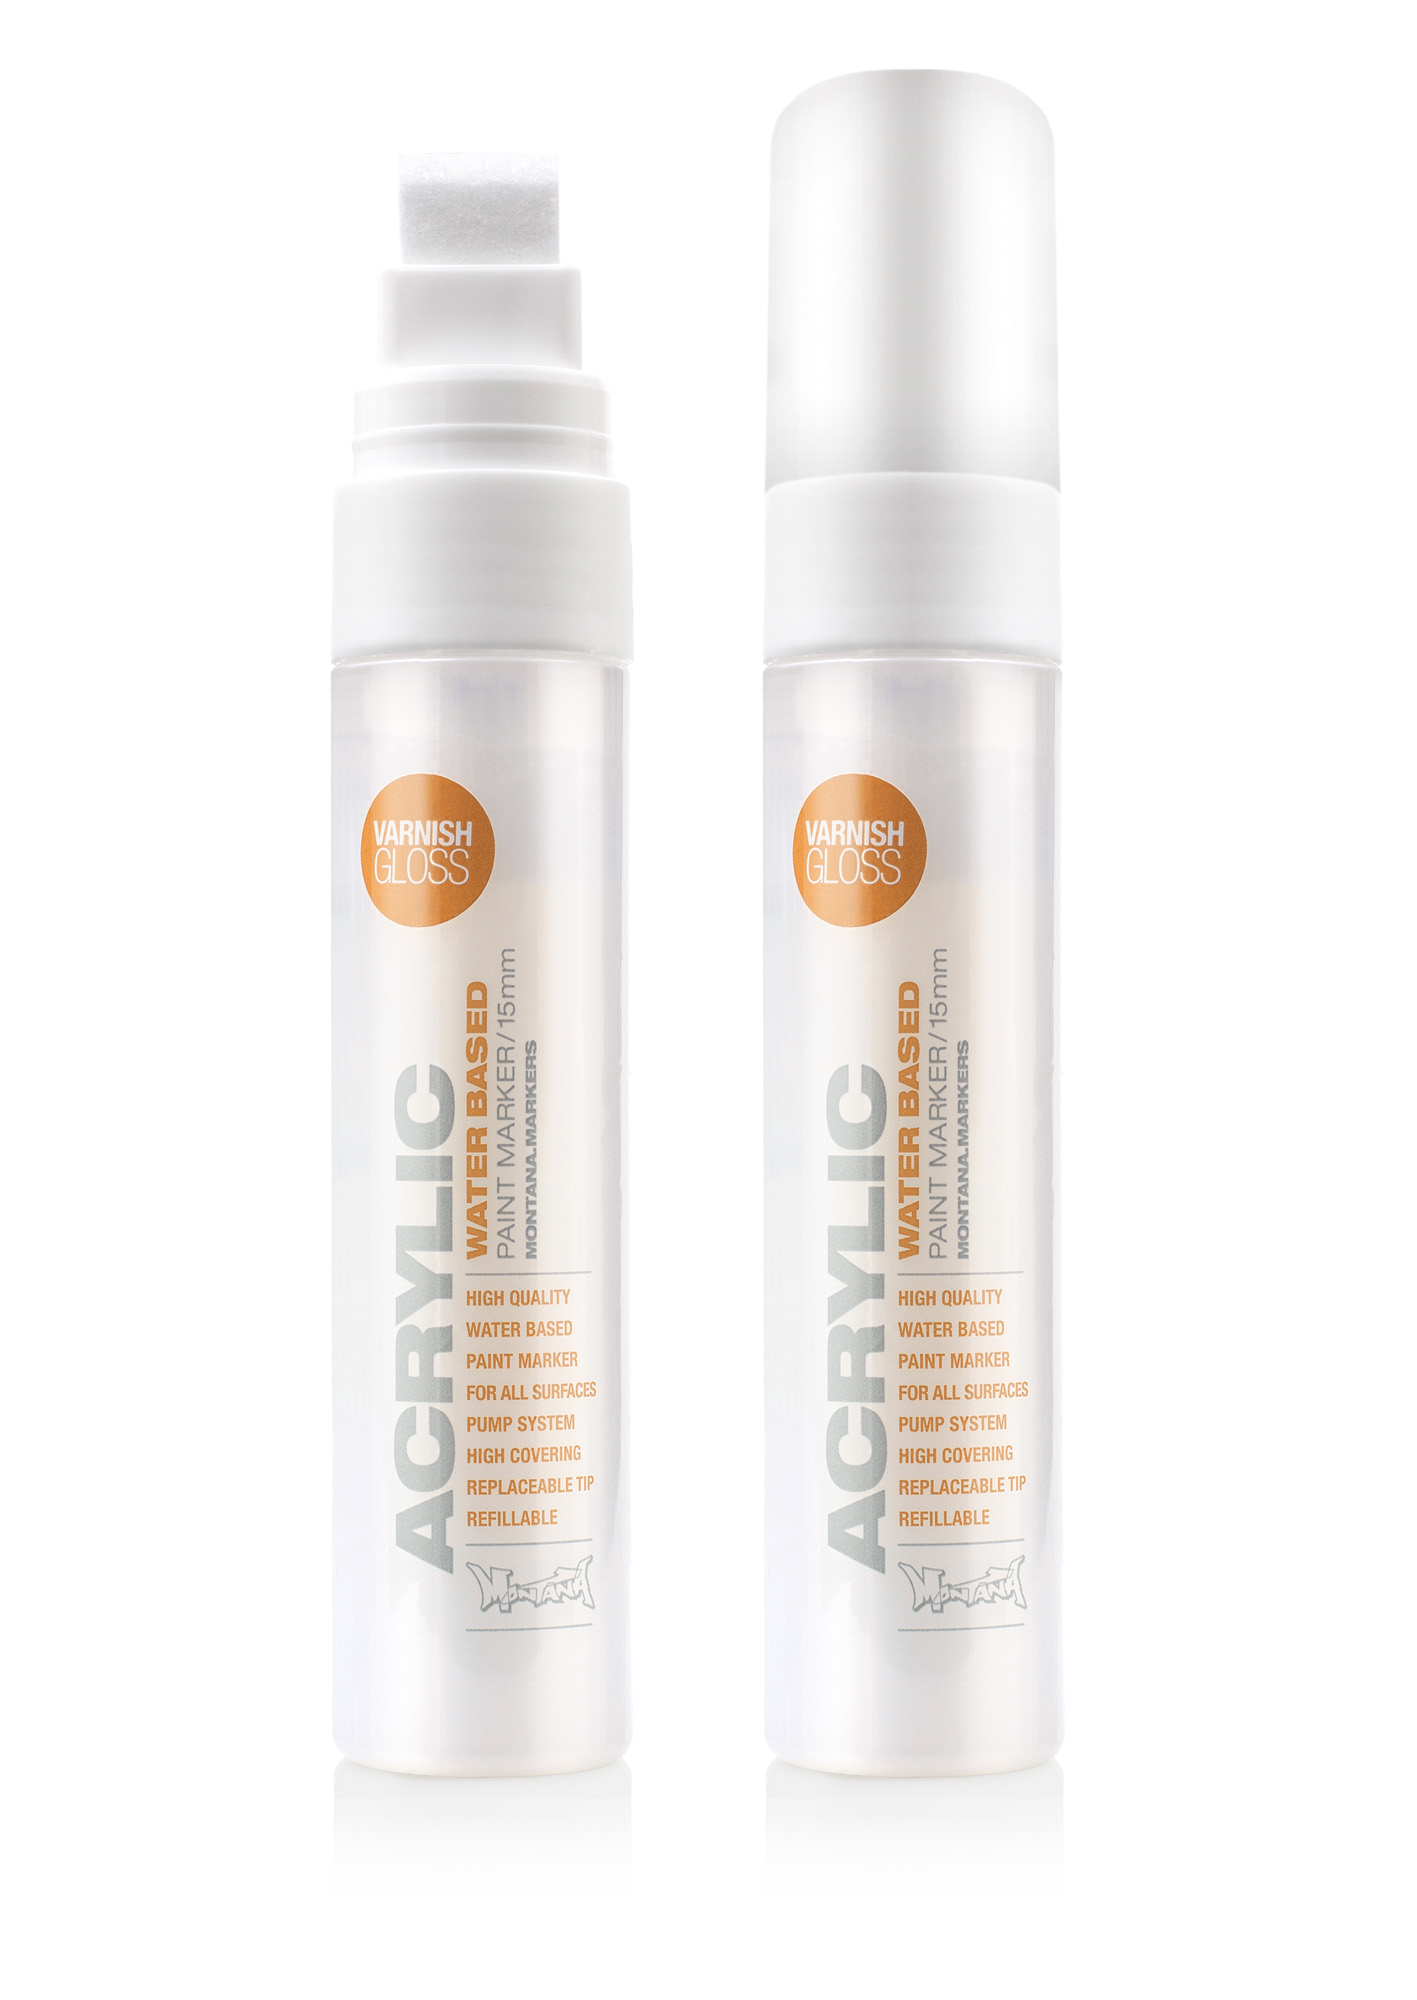 VARNISH
GLOSS
ACRYLIC
WATER BASED
PAINT MARKER/15mm
MONTANA.MARKERS
HIGH QUALITY
WATER BASED
PAINT MARKER
FOR ALL SURFACES
PUMP SYSTEM
HIGH COVERING
REPLACEABLE TIP
REFILLABLE
MONTANA
VARNISH
GLOSS
ACRYLIC
WATER BASED
PAINT MARKER/15mm
MONTANA.MARKERS
HIGH QUALITY
WATER BASED
PAINT MARKER
FOR ALL SURFACES
PUMP SYSTEM
HIGH COVERING
REPLACEABLE TIP
REFILLABLE
MONTANA